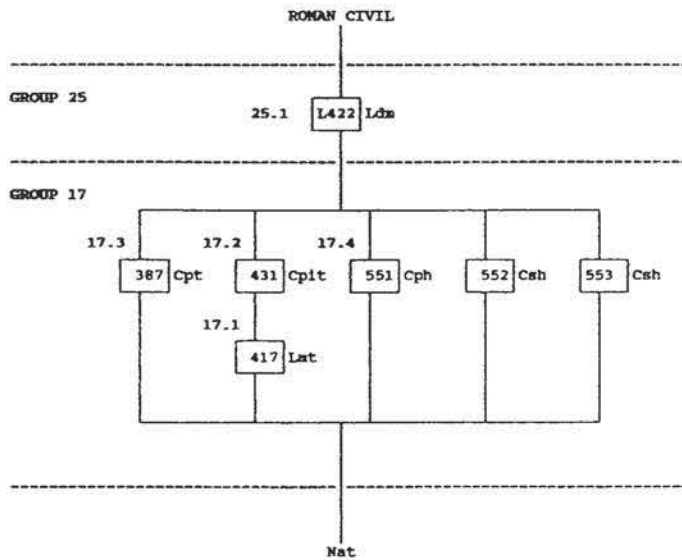 ROMAN CIVIL
GROUP 25
25.1 L422 Ldm
GROUP 17
17.3 17.2 17.4
387 Cpt 431 Cpit 551 Cph 552 Csh 553 Csh
17.1
417 Lmt
Nat